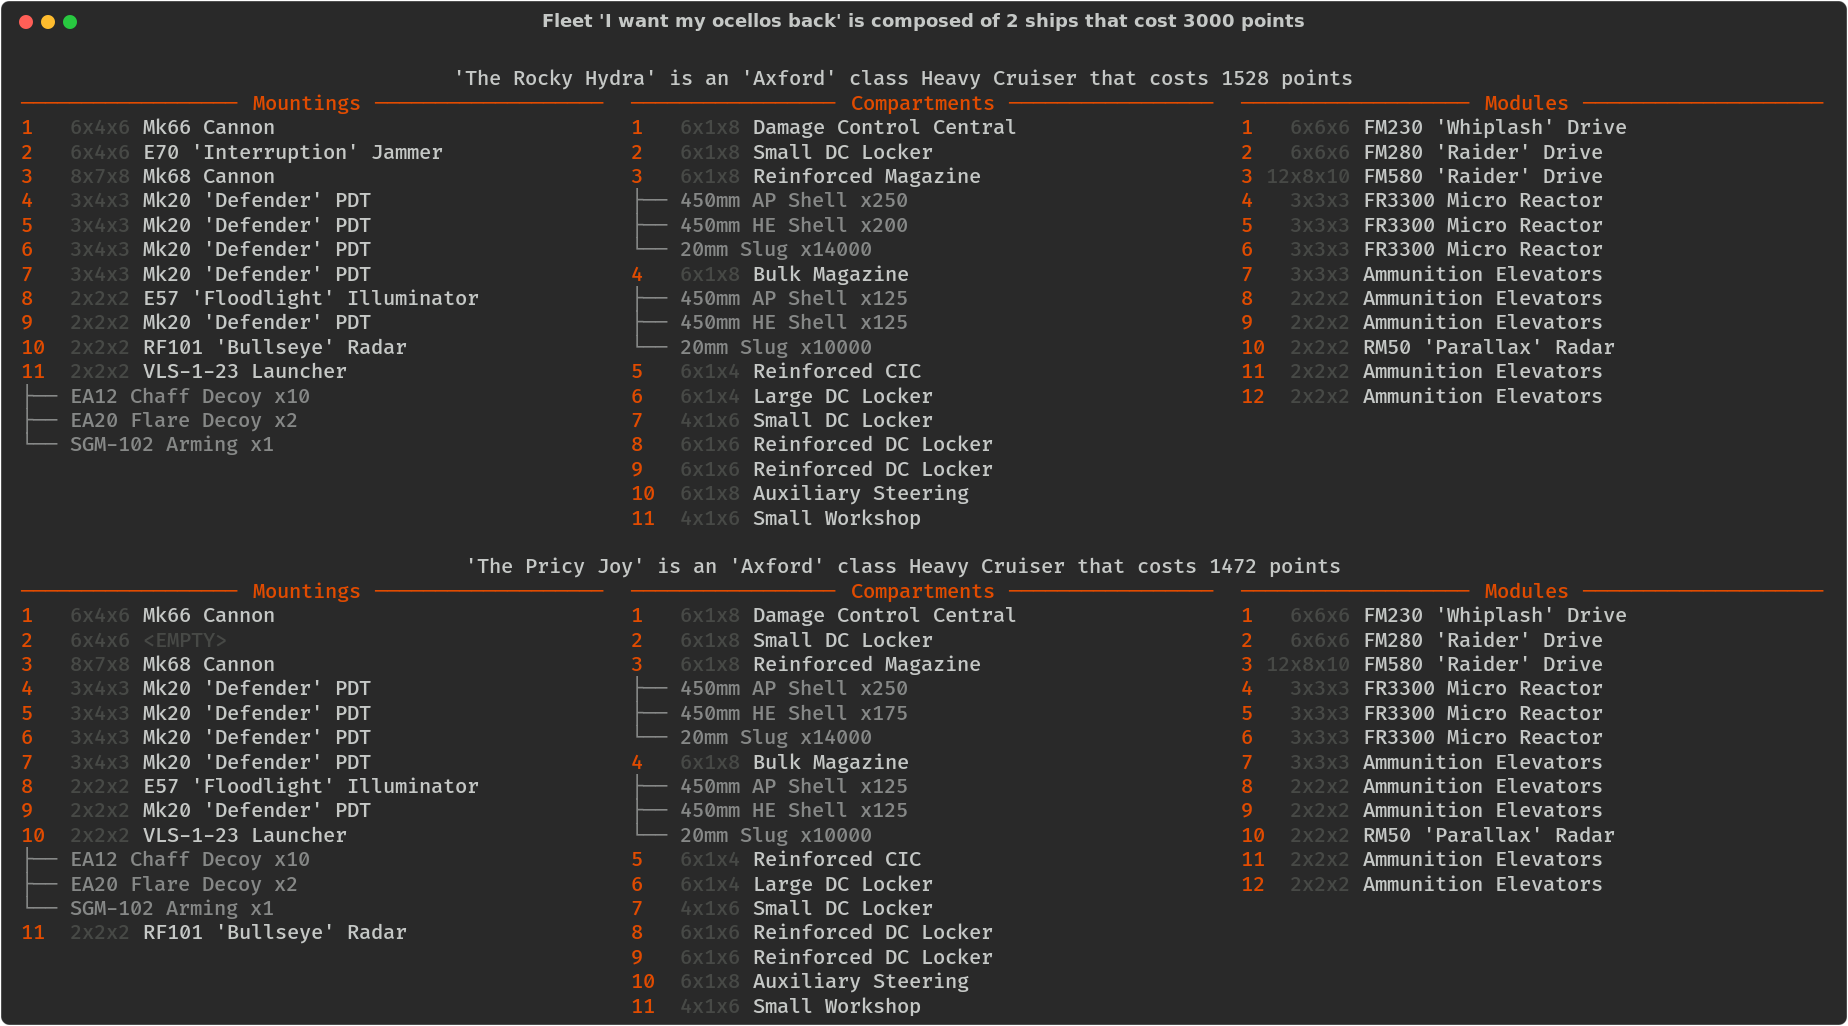 Fleet 'I want my ocellos back' is composed of 2 ships that cost 3000 points
'The Rocky Hydra' is an 'Axford' class Heavy Cruiser that costs 1528 points
Mountings
1 6x4x6 Mk66 Cannon
2 6x4x6 E70 'Interruption' Jammer
3 8x7x8 Mk68 Cannon
4 3x4x3 Mk20 'Defender' PDT
5 3x4x3 Mk20 'Defender' PDT
6 3x4x3 Mk20 'Defender' PDT
7 3x4x3 Mk20 'Defender' PDT
8 2x2x2 E57 'Floodlight' Illuminator
9 2x2x2 Mk20 'Defender' PDT
10 2x2x2 RF101 'Bullseye' Radar
11 2x2x2 VLS-1-23 Launcher
EA12 Chaff Decoy x10
EA20 Flare Decoy x2
SGM-102 Arming x1
Compartments
1 6x1x8 Damage Control Central
2 6x1x8 Small DC Locker
3 6x1x8 Reinforced Magazine
450mm AP Shell x250
450mm HE Shell x200
20mm Slug x14000
4 6x1x8 Bulk Magazine
450mm AP Shell x125
450mm HE Shell x125
20mm Slug x10000
5 6x1x4 Reinforced CIC
6 6x1x4 Large DC Locker
7 4x1x6 Small DC Locker
8 6x1x6 Reinforced DC Locker
9 6x1x6 Reinforced DC Locker
10 6x1x8 Auxiliary Steering
11 4x1x6 Small Workshop
Modules
1 6x6x6 FM230 'Whiplash' Drive
2 6x6x6 FM280 'Raider' Drive
3 12x8x10 FM580 'Raider' Drive
4 3x3x3 FR3300 Micro Reactor
5 3x3x3 FR3300 Micro Reactor
6 3x3x3 FR3300 Micro Reactor
7 3x3x3 Ammunition Elevators
8 2x2x2 Ammunition Elevators
9 2x2x2 Ammunition Elevators
10 2x2x2 RM50 'Parallax' Radar
11 2x2x2 Ammunition Elevators
12 2x2x2 Ammunition Elevators
'The Pricy Joy' is an 'Axford' class Heavy Cruiser that costs 1472 points
Mountings
1 6x4x6 Mk66 Cannon
2 6x4x6 <EMPTY>
3 8x7x8 Mk68 Cannon
4 3x4x3 Mk20 'Defender' PDT
5 3x4x3 Mk20 'Defender' PDT
6 3x4x3 Mk20 'Defender' PDT
7 3x4x3 Mk20 'Defender' PDT
8 2x2x2 E57 'Floodlight' Illuminator
9 2x2x2 Mk20 'Defender' PDT
10 2x2x2 VLS-1-23 Launcher
EA12 Chaff Decoy x10
EA20 Flare Decoy x2
SGM-102 Arming x1
11 2x2x2 RF101 'Bullseye' Radar
Compartments
1 6x1x8 Damage Control Central
2 6x1x8 Small DC Locker
3 6x1x8 Reinforced Magazine
450mm AP Shell x250
450mm HE Shell x175
20mm Slug x14000
4 6x1x8 Bulk Magazine
450mm AP Shell x125
450mm HE Shell x125
20mm Slug x10000
5 6x1x4 Reinforced CIC
6 6x1x4 Large DC Locker
7 4x1x6 Small DC Locker
8 6x1x6 Reinforced DC Locker
9 6x1x6 Reinforced DC Locker
10 6x1x8 Auxiliary Steering
11 4x1x6 Small Workshop
Modules
1 6x6x6 FM230 'Whiplash' Drive
2 6x6x6 FM280 'Raider' Drive
3 12x8x10 FM580 'Raider' Drive
4 3x3x3 FR3300 Micro Reactor
5 3x3x3 FR3300 Micro Reactor
6 3x3x3 FR3300 Micro Reactor
7 3x3x3 Ammunition Elevators
8 2x2x2 Ammunition Elevators
9 2x2x2 Ammunition Elevators
10 2x2x2 RM50 'Parallax' Radar
11 2x2x2 Ammunition Elevators
12 2x2x2 Ammunition Elevators